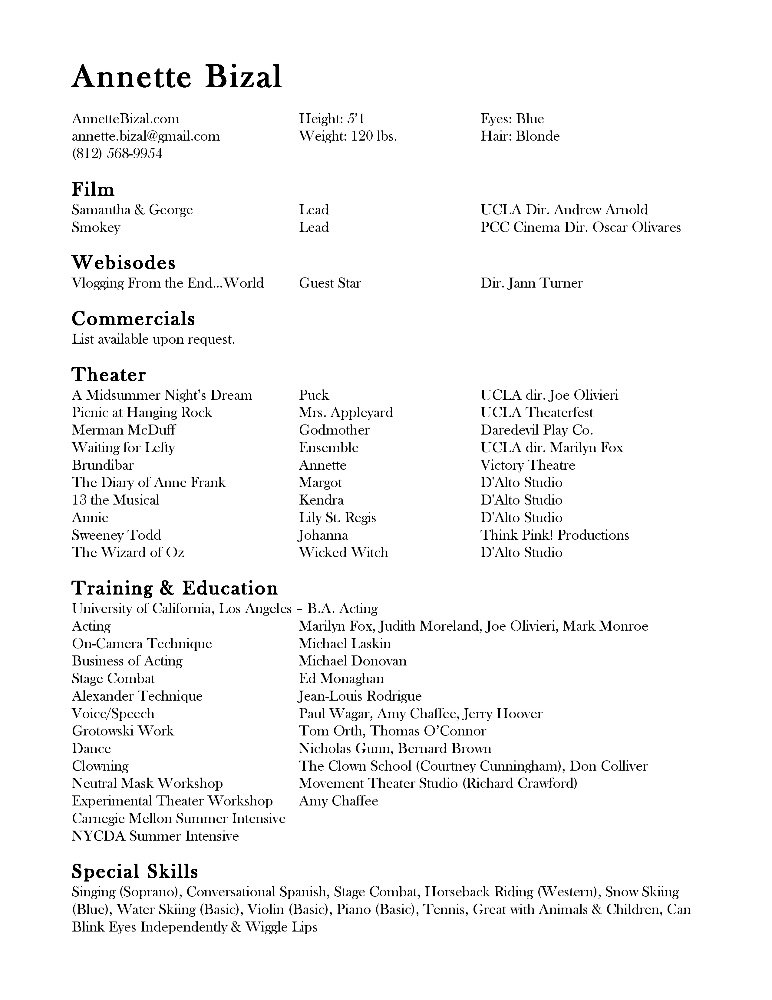 Annette Bizal
AnnetteBizal.com Height: 5'1 Eyes: Blue
annette.bizal@gmail.com Weight: 120 lbs. Hair: Blonde
(812) 568-9954
Film
Samantha & George Lead UCLA Dir. Andrew Arnold
Smokey Lead PCC Cinema Dir. Oscar Olivares
Webisodes
Vlogging From the End...World Guest Star Dir. Jann Turner
Commercials
List available upon request.
Theater
A Midsummer Night's Dream Puck UCLA dir. Joe Olivieri
Picnic at Hanging Rock Mrs. Appleyard UCLA Theaterfest
Merman McDuff Godmother Daredevil Play Co.
Waiting for Lefty Ensemble UCLA dir. Marilyn Fox
Brundibar Annette Victory Theatre
The Diary of Anne Frank Margot D'Alto Studio
13 the Musical Kendra D'Alto Studio
Annie Lily St. Regis D'Alto Studio
Sweeney Todd Johanna Think Pink! Productions
The Wizard of Oz Wicked Witch D'Alto Studio
Training & Education
University of California, Los Angeles – B.A. Acting
Acting Marilyn Fox, Judith Moreland, Joe Olivieri, Mark Monroe
On-Camera Technique Michael Laskin
Business of Acting Michael Donovan
Stage Combat Ed Monaghan
Alexander Technique Jean-Louis Rodrigue
Voice/Speech Paul Wagar, Amy Chaffee, Jerry Hoover
Grotowski Work Tom Orth, Thomas O'Connor
Dance Nicholas Gunn, Bernard Brown
Clowning The Clown School (Courtney Cunningham), Don Colliver
Neutral Mask Workshop Movement Theater Studio (Richard Crawford)
Experimental Theater Workshop Amy Chaffee
Carnegie Mellon Summer Intensive
NYCDA Summer Intensive
Special Skills
Singing (Soprano), Conversational Spanish, Stage Combat, Horseback Riding (Western), Snow Skiing
(Blue), Water Skiing (Basic), Violin (Basic), Piano (Basic), Tennis, Great with Animals & Children, Can
Blink Eyes Independently & Wiggle Lips